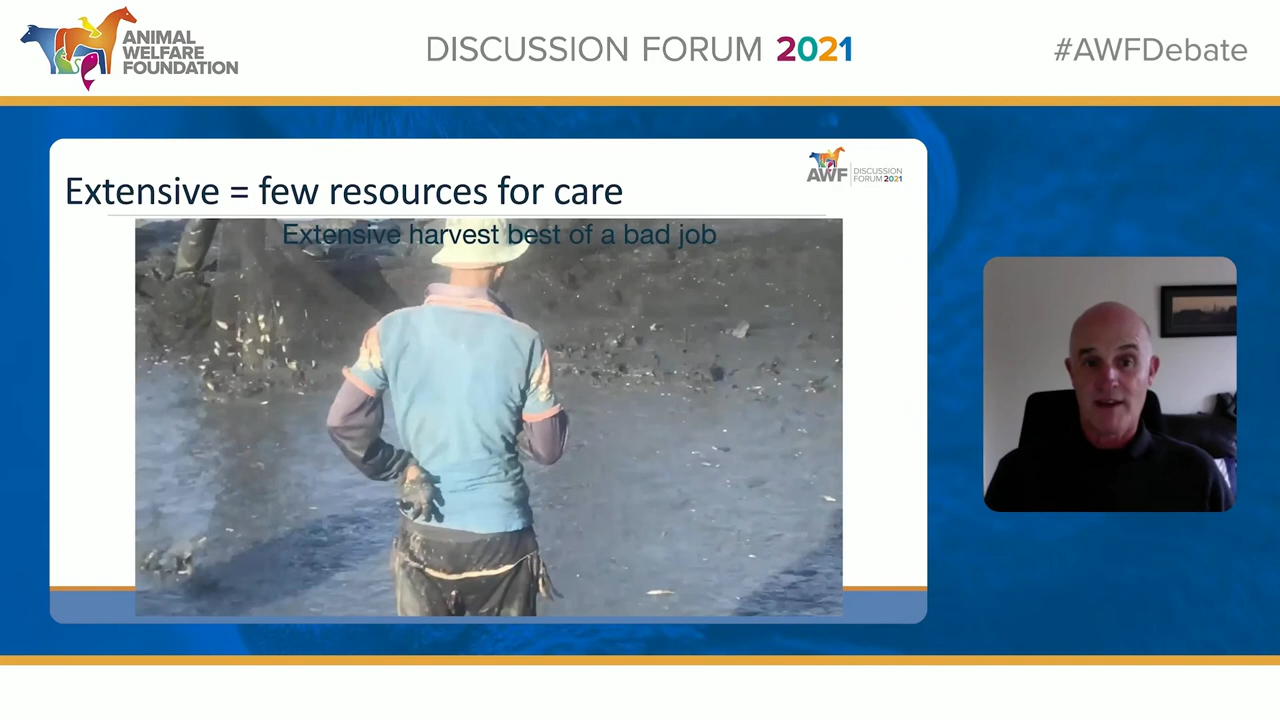 ANIMAL
WELFARE
FOUNDATION
DISCUSSION FORUM 2021
#AWFDebate
AWF
DISCUSSION
FORUM 2021
Extensive = few resources for care
Extensive harvest best of a bad job